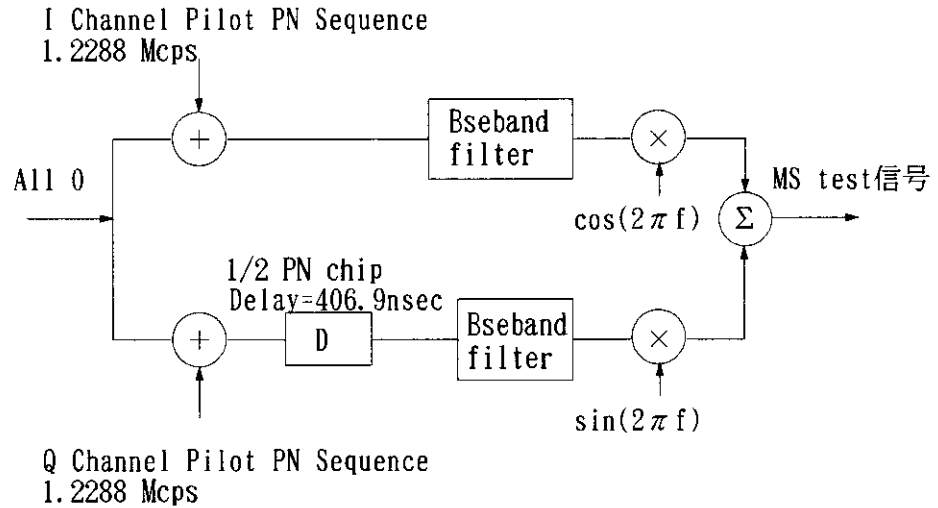 I Channel Pilot PN Sequence
1.2288 Mcps
+
Bseband
filter
×
All 0
cos(2πf)
Σ
MS test信号
1/2 PN chip
Delay=406.9nsec
+
D
Bseband
filter
×
sin(2πf)
Q Channel Pilot PN Sequence
1.2288 Mcps